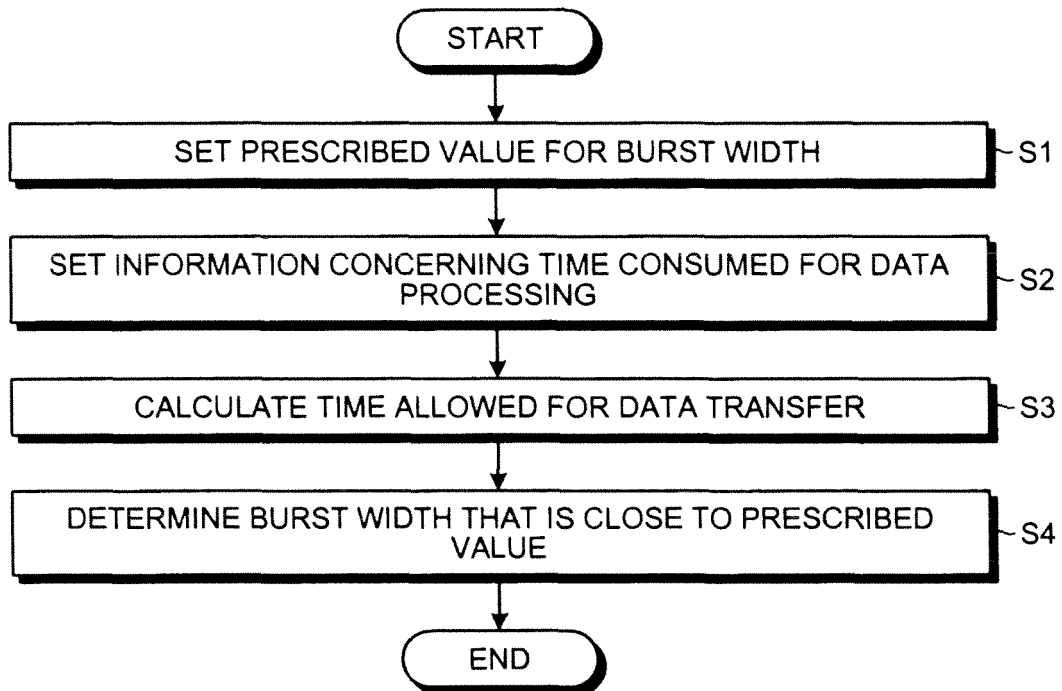 START
SET PRESCRIBED VALUE FOR BURST WIDTH
S1
SET INFORMATION CONCERNING TIME CONSUMED FOR DATA
PROCESSING
S2
CALCULATE TIME ALLOWED FOR DATA TRANSFER
S3
DETERMINE BURST WIDTH THAT IS CLOSE TO PRESCRIBED
VALUE
S4
END